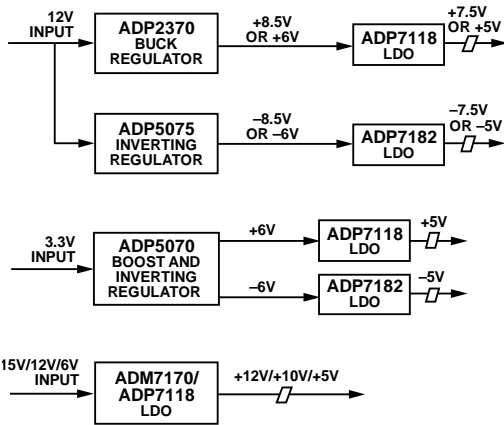 12V
INPUT
ADP2370
BUCK
REGULATOR
+8.5V
OR +6V
ADP7118
LDO
+7.5V
OR +5V
ADP5075
INVERTING
REGULATOR
–8.5V
OR –6V
ADP7182
LDO
–7.5V
OR –5V
3.3V
INPUT
ADP5070
BOOST AND
INVERTING
REGULATOR
+6V
ADP7118
LDO
+5V
–6V
ADP7182
LDO
–5V
15V/12V/6V
INPUT
ADM7170/
ADP7118
LDO
+12V/+10V/+5V